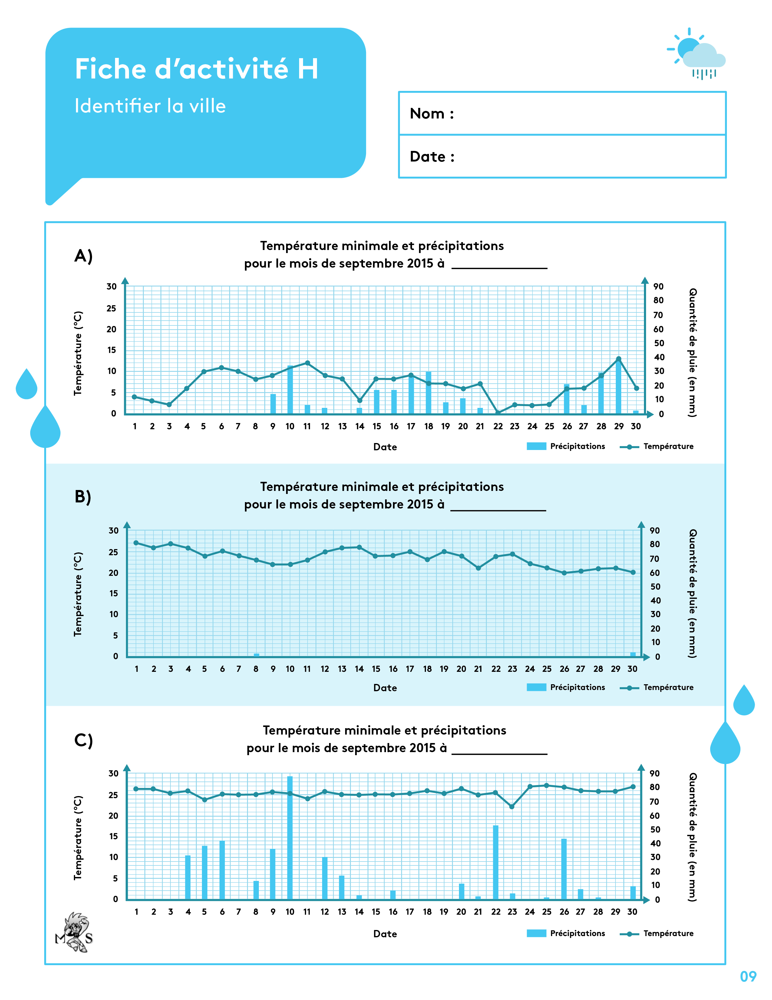 Fiche d’activité H
Identifier la ville
Nom :
Date :
A)
Température minimale et précipitations
pour le mois de septembre 2015 à
Température (°C)
30
25
20
15
10
5
0
90
80
70
60
50
40
30
20
10
0
Quantité de pluie (en mm)
1 2 3 4 5 6 7 8 9 10 11 12 13 14 15 16 17 18 19 20 21 22 23 24 25 26 27 28 29 30
Date
Précipitations
Température
B)
Température minimale et précipitations
pour le mois de septembre 2015 à
Température (°C)
30
25
20
15
10
5
0
90
80
70
60
50
40
30
20
10
0
Quantité de pluie (en mm)
1 2 3 4 5 6 7 8 9 10 11 12 13 14 15 16 17 18 19 20 21 22 23 24 25 26 27 28 29 30
Date
Précipitations
Température
C)
Température minimale et précipitations
pour le mois de septembre 2015 à
Température (°C)
30
25
20
15
10
5
0
90
80
70
60
50
40
30
20
10
0
Quantité de pluie (en mm)
1 2 3 4 5 6 7 8 9 10 11 12 13 14 15 16 17 18 19 20 21 22 23 24 25 26 27 28 29 30
Date
Précipitations
Température
M S
09